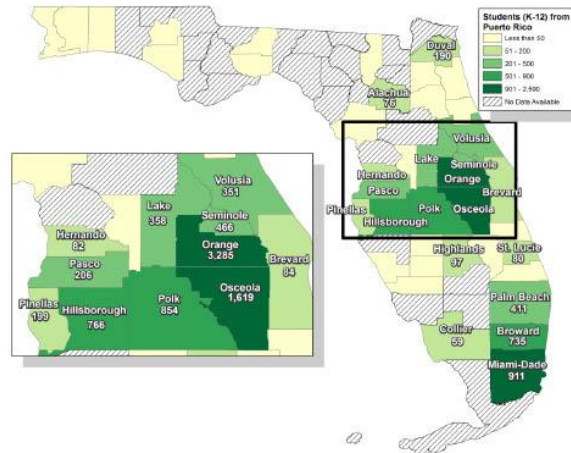 Students (K-12) from
Puerto Rico
Less than 50
51 - 200
201 - 500
501 - 900
901 - 2,500
No Data Available
Duval
190
Alachua
76
Volusia
Lake
Seminole
Orange
Hernando
Pasco
Brevard
Pinellas
Polk
Osceola
Hillsborough
Highlands
97
St. Lucie
80
Palm Beach
411
Broward
735
Collier
59
Miami-Dade
911
Volusia
351
Lake
358
Seminole
466
Hernando
82
Orange
3,285
Brevard
84
Pasco
206
Osceola
1,619
Pinellas
199
Hillsborough
766
Polk
854